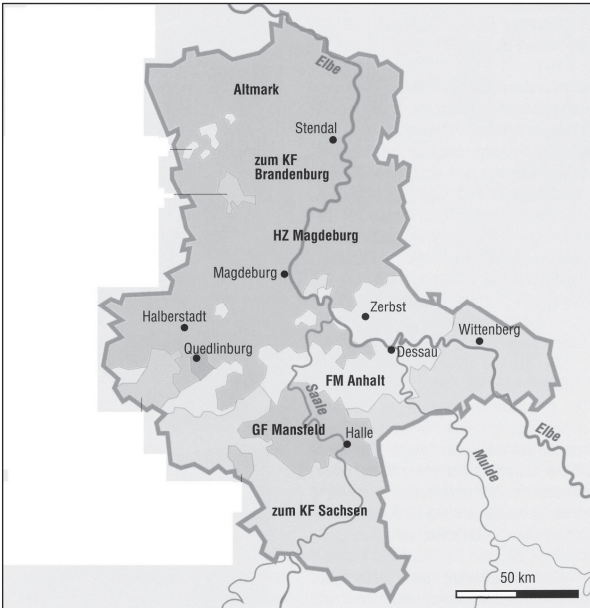 Elbe
Altmark
Stendal
zum KF
Brandenburg
HZ Magdeburg
Magdeburg
Zerbst
Halberstadt
Wittenberg
Quedlinburg
Dessau
FM Anhalt
Saale
GF Mansfeld
Halle
Elbe
Mulde
zum KF Sachsen
50 km